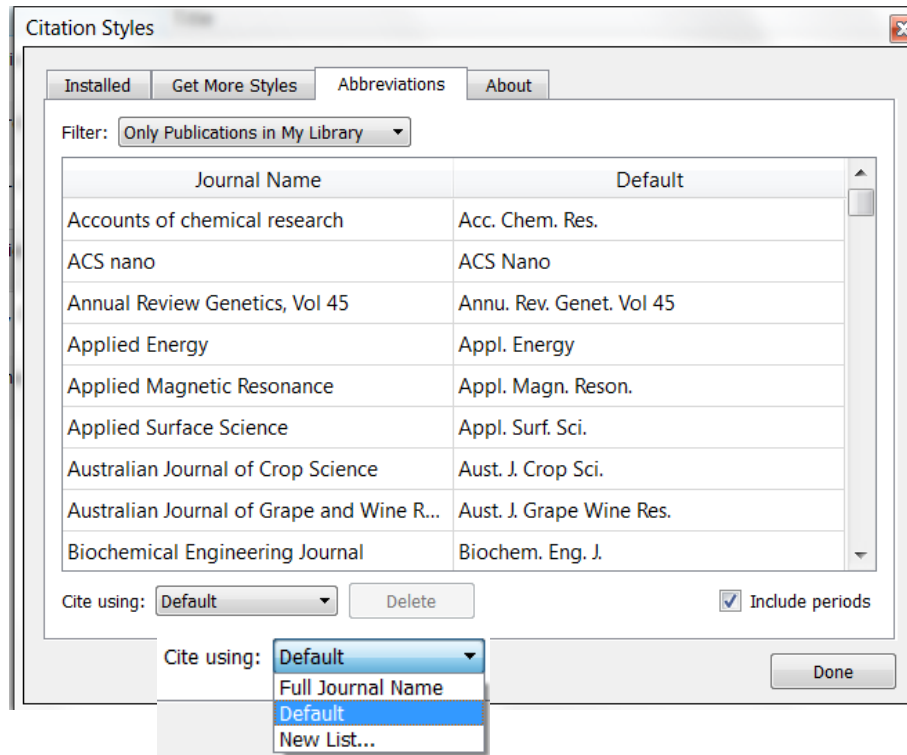 Title
Citation Styles
Installed Get More Styles Abbreviations About
Filter: Only Publications in My Library
Journal Name Default
Accounts of chemical research Acc. Chem. Res.
ACS nano ACS Nano
Annual Review Genetics, Vol 45 Annu. Rev. Genet. Vol 45
Applied Energy Appl. Energy
Applied Magnetic Resonance Appl. Magn. Reson.
Applied Surface Science Appl. Surf. Sci.
Australian Journal of Crop Science Aust. J. Crop Sci.
Australian Journal of Grape and Wine R... Aust. J. Grape Wine Res.
Biochemical Engineering Journal Biochem. Eng. J.
Cite using: Default Delete Include periods
Cite using: Default
Done
Full Journal Name
Default
New List...